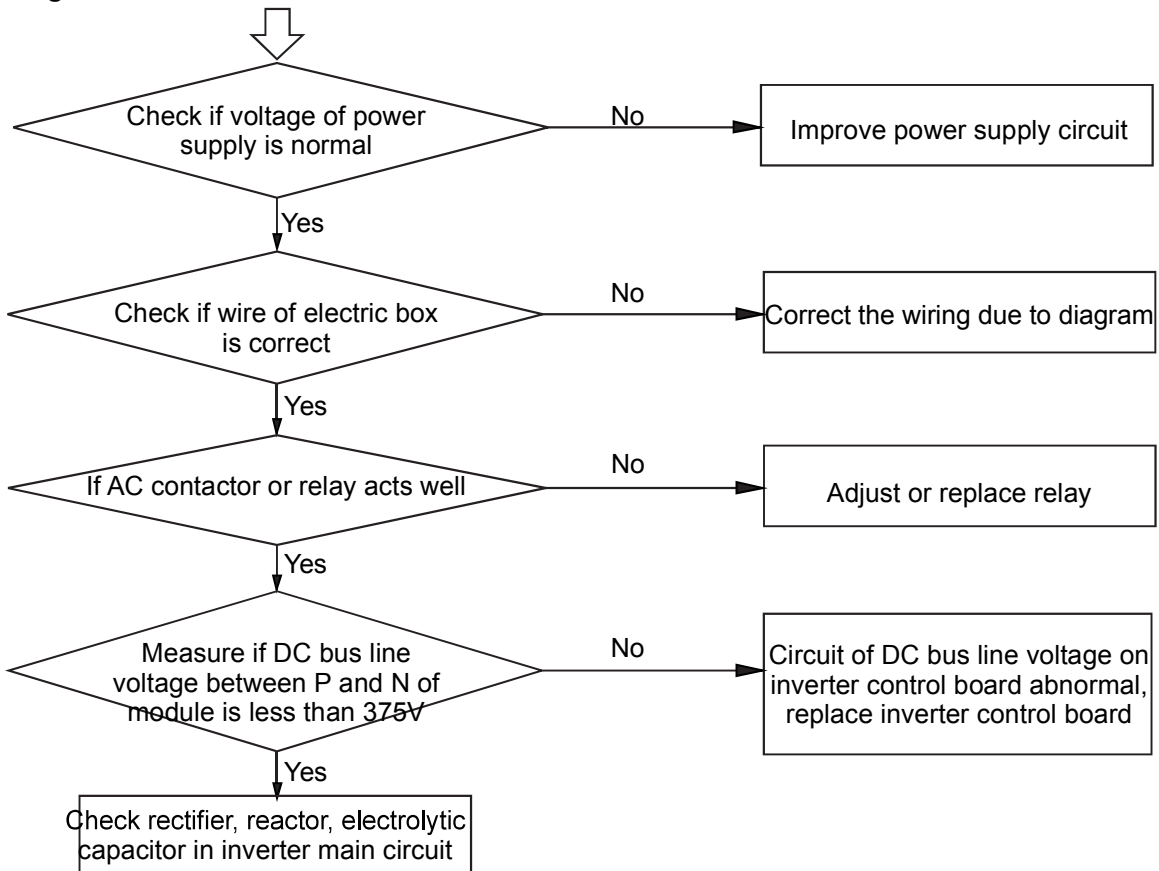 Check if voltage of power
supply is normal
No
Improve power supply circuit
Yes
Check if wire of electric box
is correct
No
Correct the wiring due to diagram
Yes
If AC contactor or relay acts well
No
Adjust or replace relay
Yes
Measure if DC bus line
voltage between P and N of
module is less than 375V
No
Circuit of DC bus line voltage on
inverter control board abnormal,
replace inverter control board
Yes
Check rectifier, reactor, electrolytic
capacitor in inverter main circuit